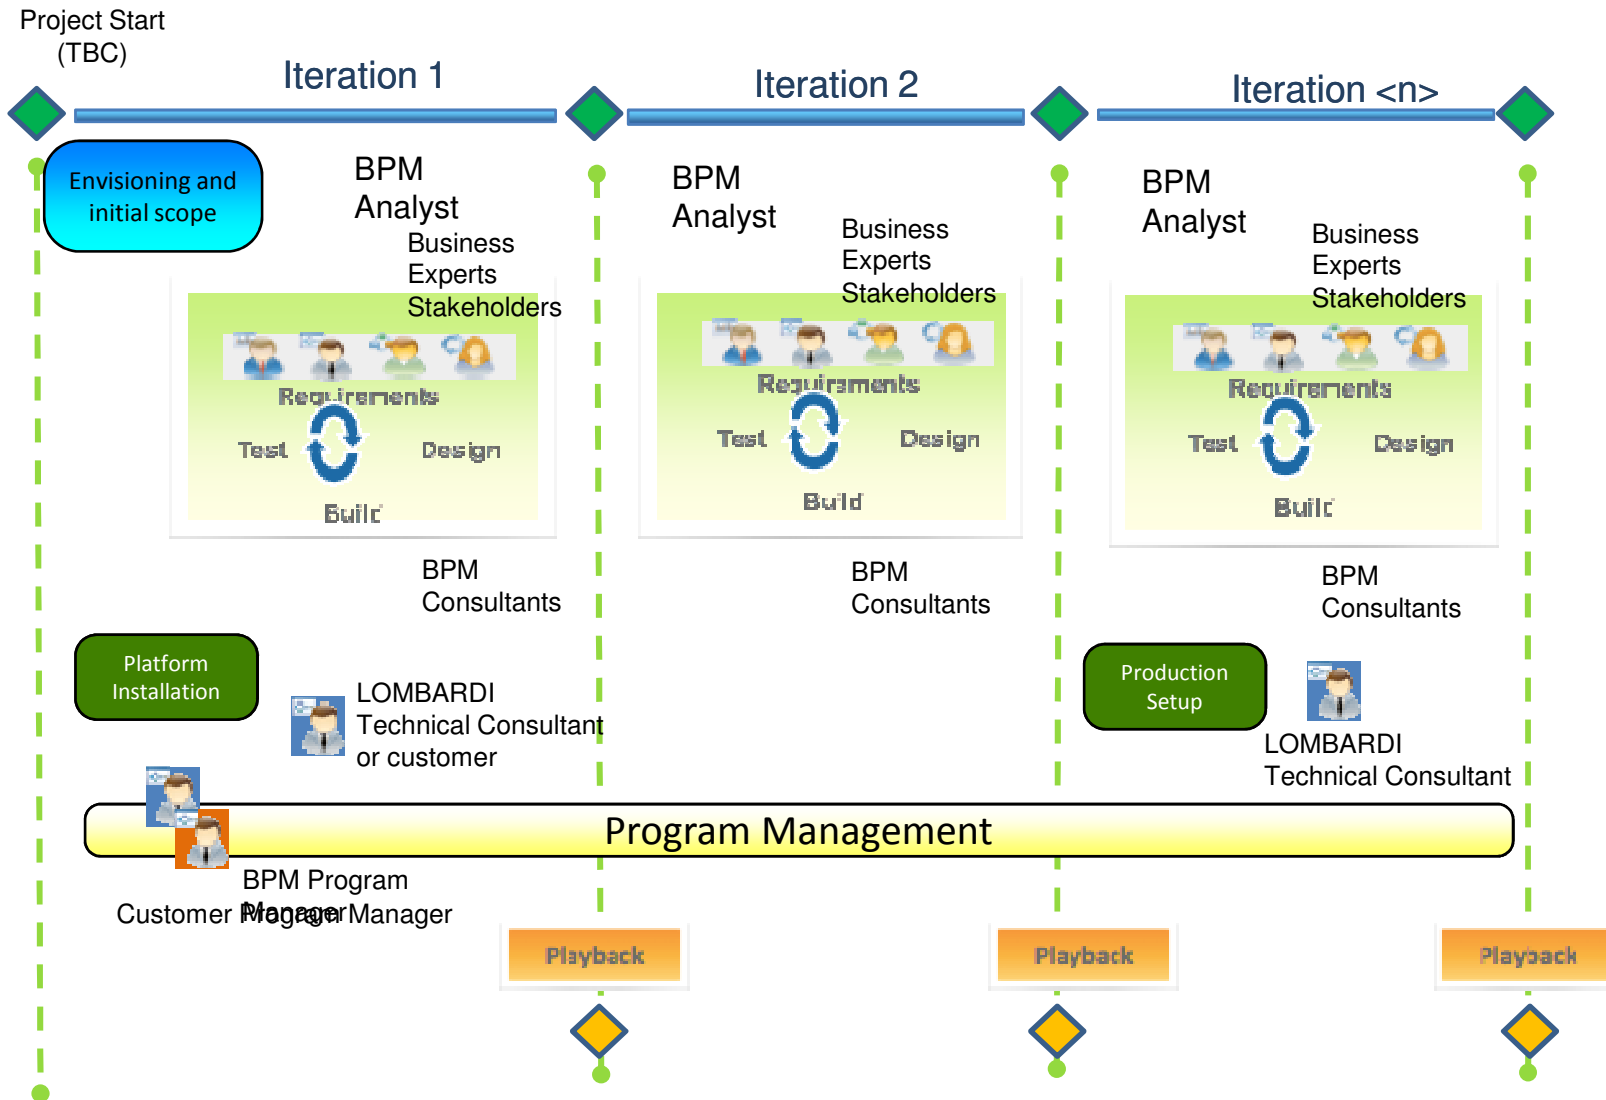 Project Start
(TBC)
Iteration 1
Iteration 2
Iteration <n>
Envisioning and
initial scope
BPM
Analyst
Business
Experts
Stakeholders
Requirements
Test
Design
Build
BPM
Consultants
BPM
Analyst
Business
Experts
Stakeholders
Requirements
Test
Design
Build
BPM
Consultants
BPM
Analyst
Business
Experts
Stakeholders
Requirements
Test
Design
Build
BPM
Consultants
Platform
Installation
LOMBARDI
Technical Consultant
or customer
Production
Setup
LOMBARDI
Technical Consultant
Program Management
BPM Program
Manager
Customer Program Manager
Playback
Playback
Playback